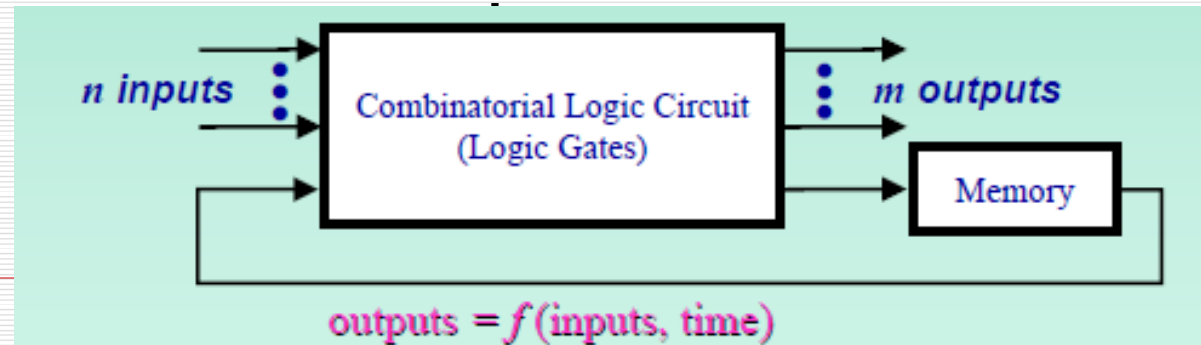 n inputs
Combinatorial Logic Circuit
(Logic Gates)
m outputs
Memory
outputs = f (inputs, time)